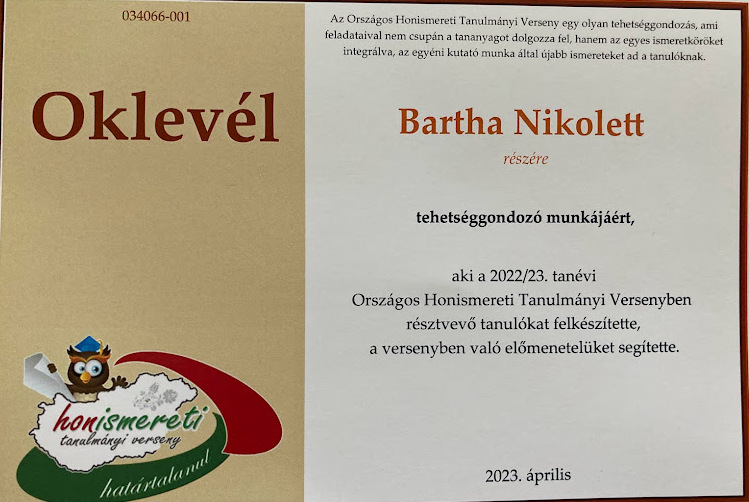 034066-001
Oklevél
Az Országos Honismereti Tanulmányi Verseny egy olyan tehetséggondozás, ami
feladataival nem csupán a tananyagot dolgozza fel, hanem az egyes ismeretköröket
integrálva, az egyéni kutató munka által újabb ismereteket ad a tanulóknak.
Bartha Nikolett
részére
tehetséggondozó munkájáért,
aki a 2022/23. tanévi
Országos Honismereti Tanulmányi Versenyben
résztvevő tanulókat felkészítette,
a versenyben való előmenetelüket segítette.
2023. április
honismereti
tanulmányi verseny
határtalanul